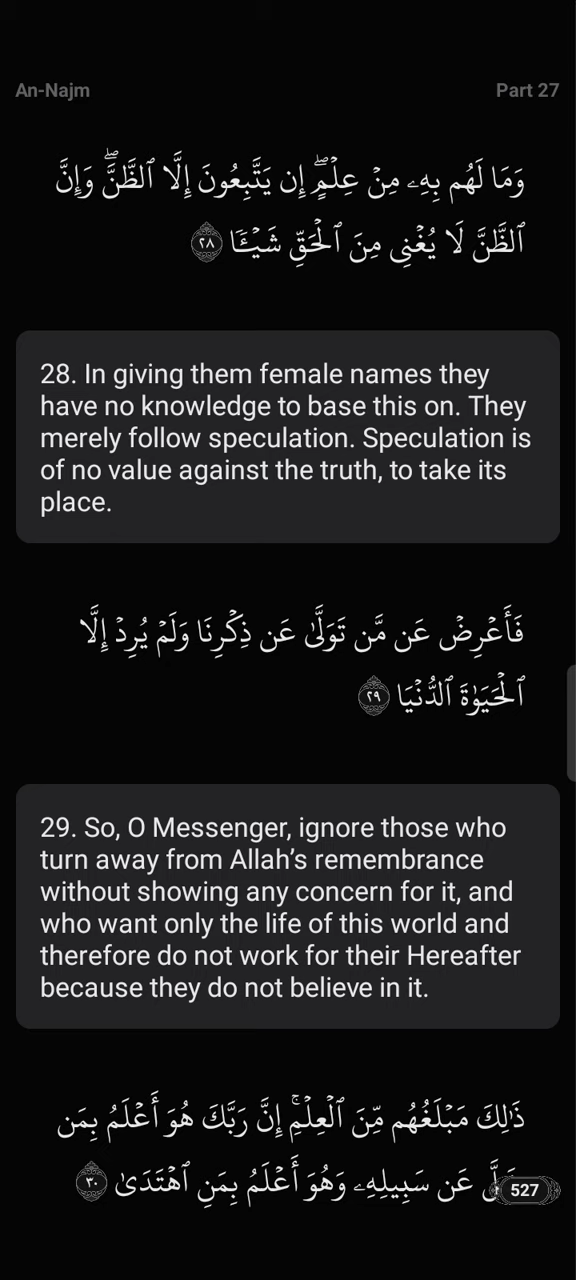 An-Najm
Part 27
وَمَا لَهُم بِهِۦ مِنۡ عِلۡمٍۖ إِن يَتَّبِعُونَ إِلَّا ٱلظَّنَّۖ وَإِنَّ
ٱلظَّنَّ لَا يُغۡنِي مِنَ ٱلۡحَقِّ شَيۡـٔٗا ٢٨
28. In giving them female names they
have no knowledge to base this on. They
merely follow speculation. Speculation is
of no value against the truth, to take its
place.
فَأَعۡرِضۡ عَن مَّن تَوَلَّىٰ عَن ذِكۡرِنَا وَلَمۡ يُرِدۡ إِلَّا
ٱلۡحَيَوٰةَ ٱلدُّنۡيَا ٢٩
29. So, O Messenger, ignore those who
turn away from Allah’s remembrance
without showing any concern for it, and
who want only the life of this world and
therefore do not work for their Hereafter
because they do not believe in it.
ذَٰلِكَ مَبۡلَغُهُم مِّنَ ٱلۡعِلۡمِۚ إِنَّ رَبَّكَ هُوَ أَعۡلَمُ بِمَن
عَن سَبِيلِهِۦ وَهُوَ أَعۡلَمُ بِمَنِ ٱهۡتَدَىٰ ٣٠
527